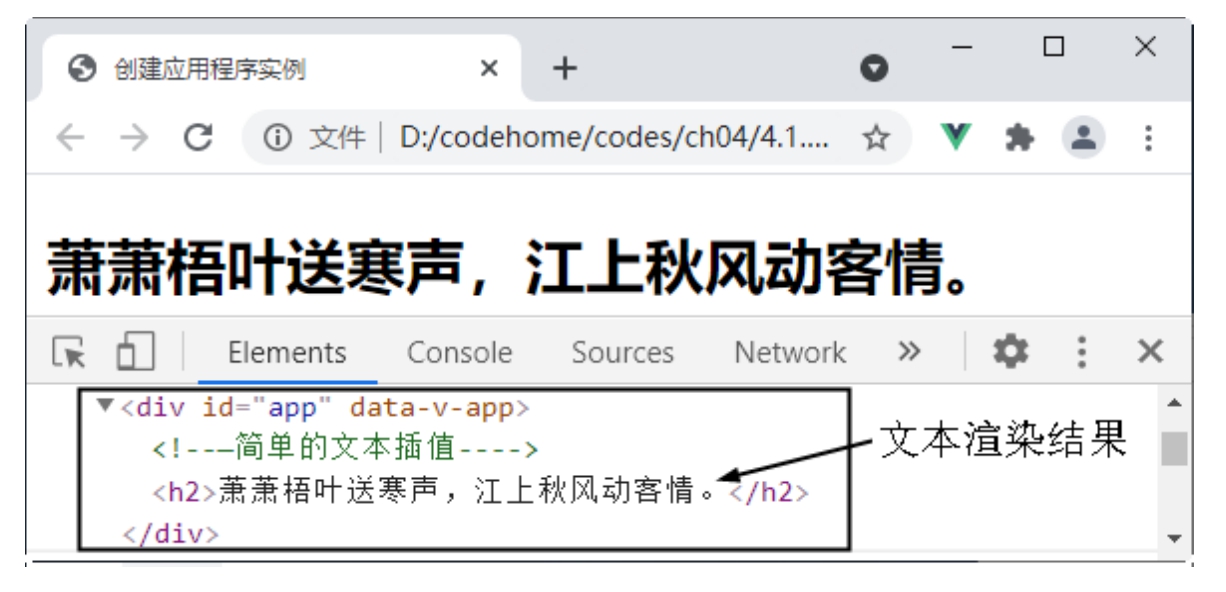 创建应用程序实例
文件 | D:/codehome/codes/ch04/4.1....
萧萧梧叶送寒声，江上秋风动客情。
Elements Console Sources Network »
▼<div id="app" data-v-app>
<!---–简单的文本插值---->
<h2>萧萧梧叶送寒声，江上秋风动客情。</h2>
</div>
文本渲染结果